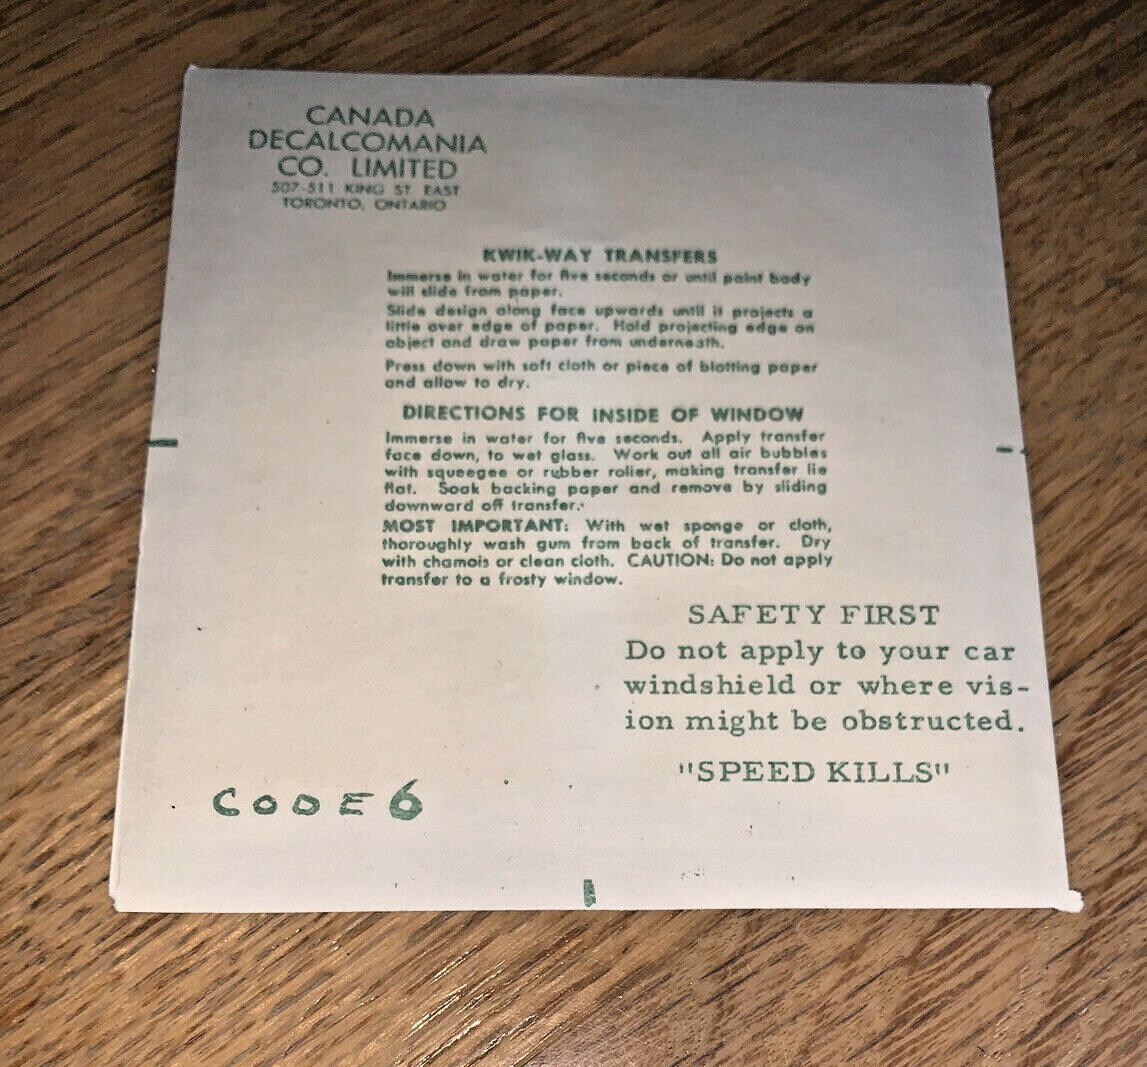 CANADA
DECALCOMANIA
CO. LIMITED
507-511 KING ST. EAST
TORONTO, ONTARIO
KWIK-WAY TRANSFERS
Immerse in water for five seconds or until paint body
will slide from paper.
Slide design along face upwards until it projects a
little over edge of paper. Hold projecting edge on
object and draw paper from underneath.
Press down with soft cloth or piece of blotting paper
and allow to dry.
DIRECTIONS FOR INSIDE OF WINDOW
Immerse in water for five seconds. Apply transfer
face down, to wet glass. Work out all air bubbles
with squeegee or rubber roller, making transfer lie
flat. Soak backing paper and remove by sliding
downward off transfer.
MOST IMPORTANT: With wet sponge or cloth,
thoroughly wash gum from back of transfer. Dry
with chamois or clean cloth. CAUTION: Do not apply
transfer to a frosty window.
SAFETY FIRST
Do not apply to your car
windshield or where vis-
ion might be obstructed.
"SPEED KILLS"
CODE 6